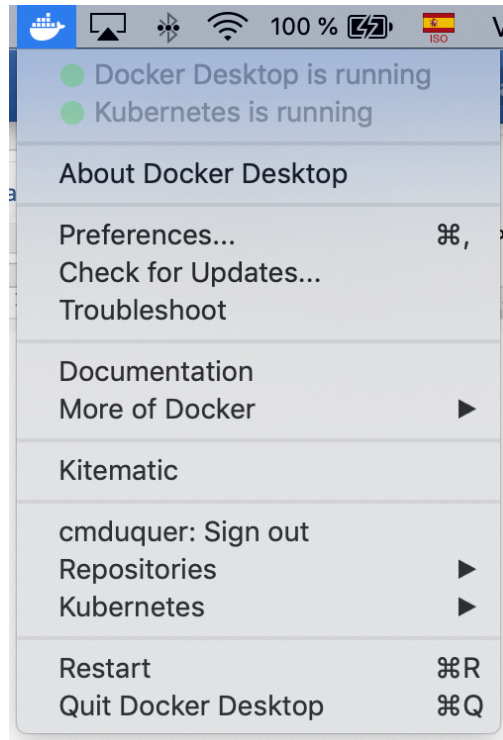 100 %
ISO
Docker Desktop is running
Kubernetes is running
About Docker Desktop
Preferences... ⌘,
Check for Updates...
Troubleshoot
Documentation
More of Docker
Kitematic
cmduquer: Sign out
Repositories
Kubernetes
Restart ⌘R
Quit Docker Desktop ⌘Q